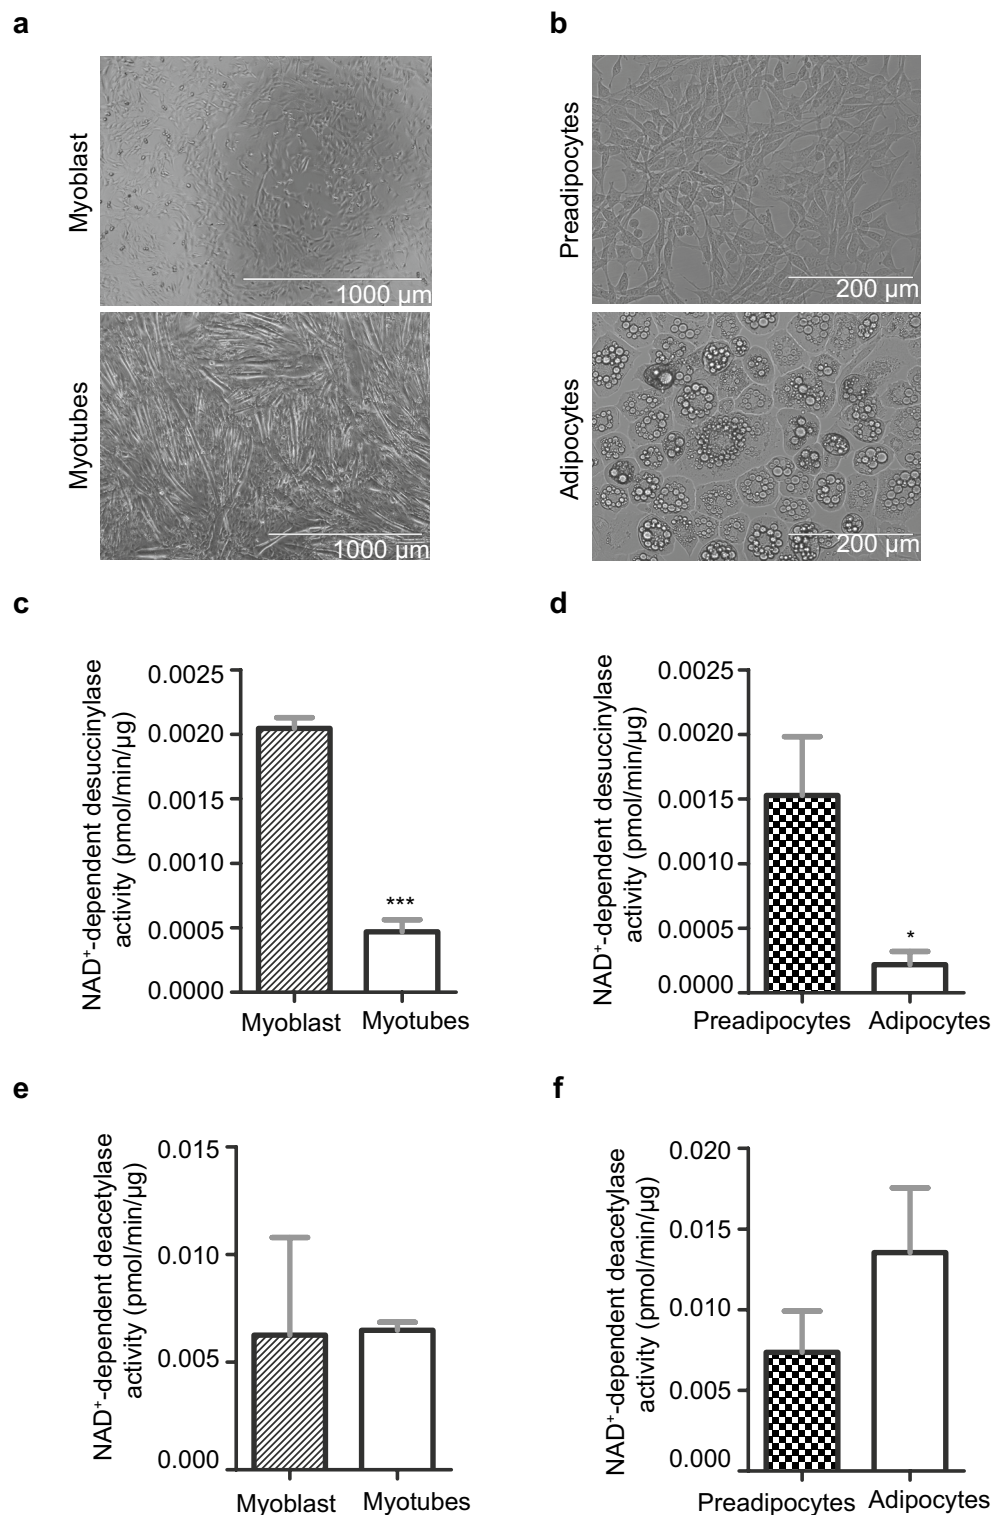 a
b
Myoblast
1000 µm
Preadipocytes
200 µm
Myotubes
1000 µm
Adipocytes
200 µm
c
d
NAD⁺-dependent desuccinylase
activity (pmol/min/µg)
0.0025
0.0020
0.0015
0.0010
0.0005
0.0000
***
Myoblast
Myotubes
NAD⁺-dependent desuccinylase
activity (pmol/min/µg)
0.0025
0.0020
0.0015
0.0010
0.0005
0.0000
*
Preadipocytes
Adipocytes
e
f
NAD⁺-dependent deacetylase
activity (pmol/min/µg)
0.015
0.010
0.005
0.000
Myoblast
Myotubes
NAD⁺-dependent deacetylase
activity (pmol/min/µg)
0.020
0.015
0.010
0.005
0.000
Preadipocytes
Adipocytes